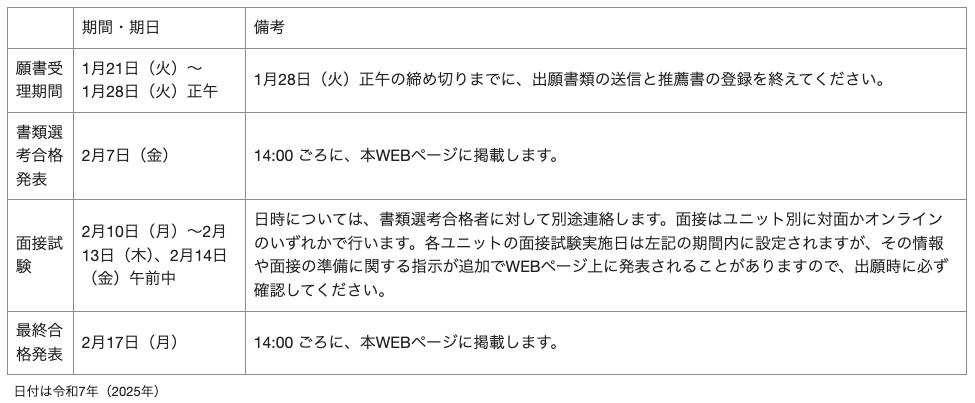 期間・期日
備考
願書受
理期間
1月21日（火）～
1月28日（火）正午
1月28日（火）正午の締め切りまでに、出願書類の送信と推薦書の登録を終えてください。
書類選
考合格
発表
2月7日（金）
14:00 ごろに、本WEBページに掲載します。
面接試
験
2月10日（月）～2月
13日（木）、2月14日
（金）午前中
日時については、書類選考合格者に対して別途連絡します。面接はユニット別に対面かオンライン
のいずれかで行います。各ユニットの面接試験実施日は左記の期間内に設定されますが、その情報
や面接の準備に関する指示が追加でWEBページ上に発表されることがありますので、出願時に必ず
確認してください。
最終合
格発表
2月17日（月）
14:00 ごろに、本WEBページに掲載します。
日付は令和7年（2025年）